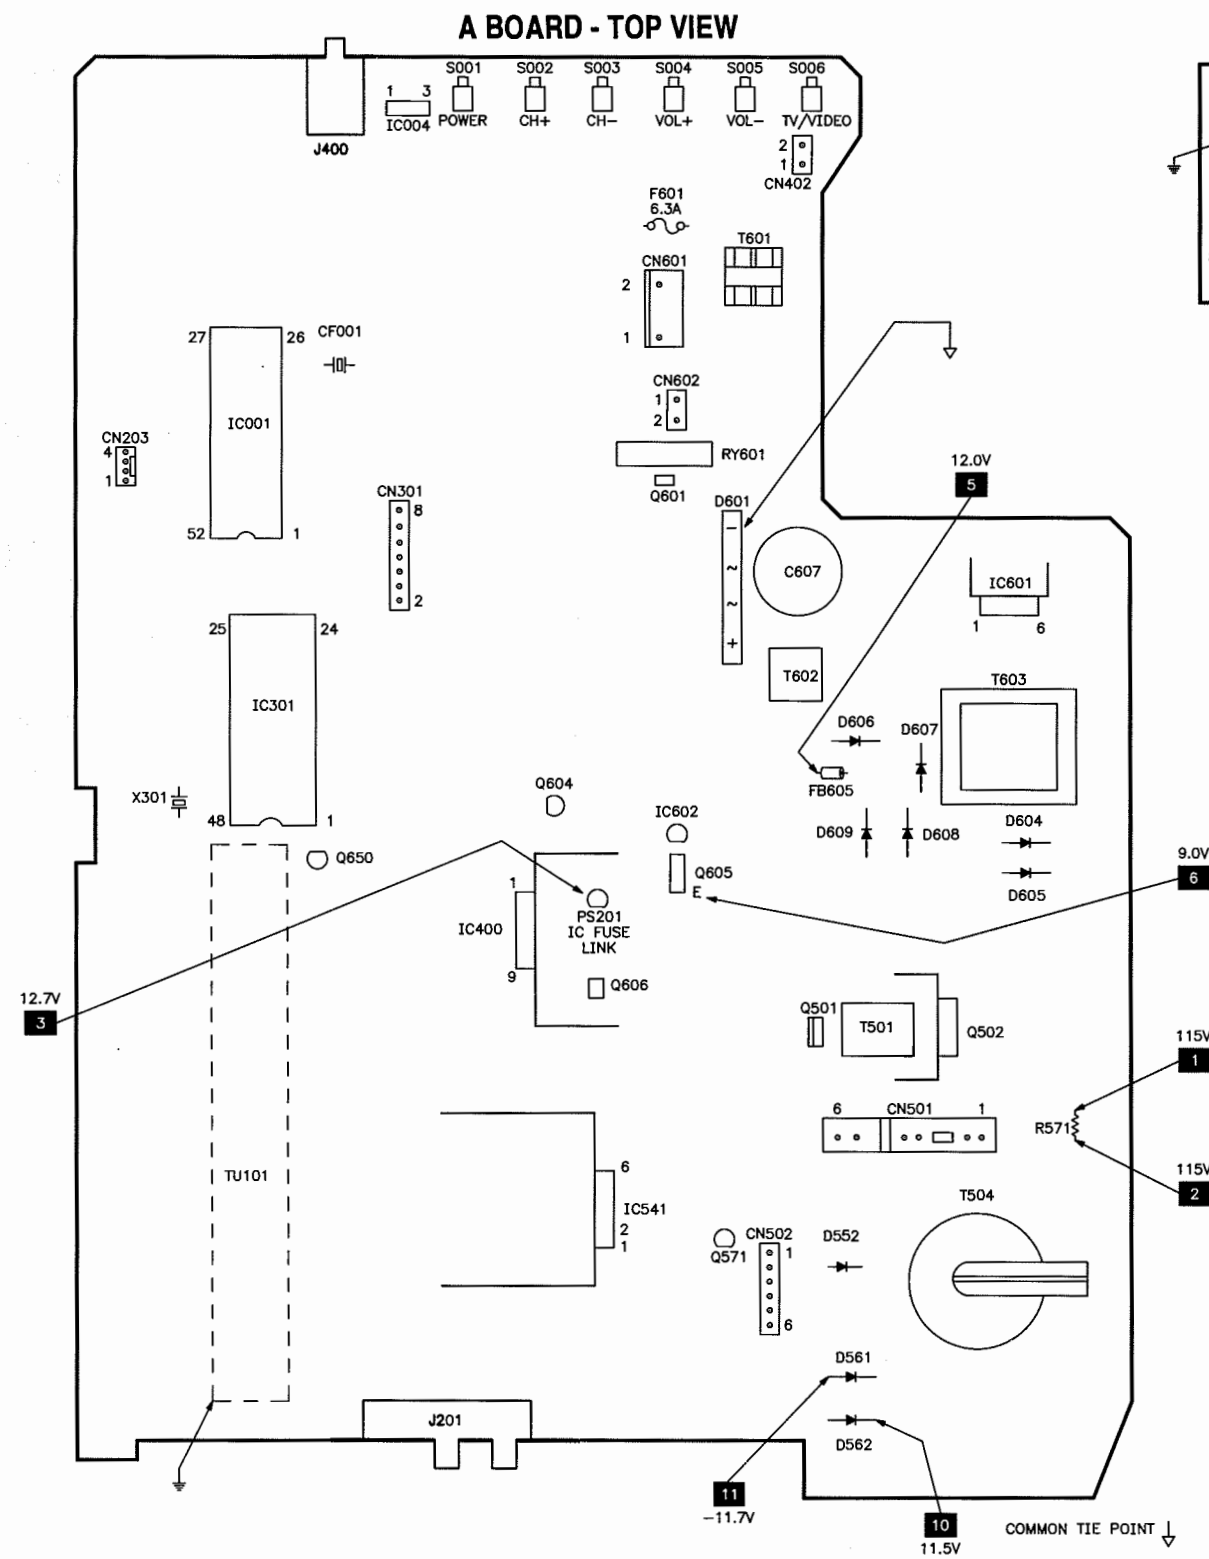 A BOARD - TOP VIEW
S001
S002
S003
S004
S005
S006
1 3
IC004
POWER
CH+
CH-
VOL+
VOL-
TV/VIDEO
J400
2
1
CN402
F601
6.3A
T601
CN601
2
1
27
26
CF001
IC001
52
1
CN203
4
1
CN602
1
2
RY601
Q601
CN301
8
2
D601
-
~
~
+
12.0V
5
C607
IC601
1
6
25
24
IC301
48
1
T602
T603
D606
D607
FB605
X301
Q604
IC602
D609
D608
D604
D605
Q650
Q605
E
9.0V
6
1
IC400
9
PS201
IC FUSE
LINK
Q606
12.7V
3
Q501
T501
Q502
115V
1
6
CN501
1
R571
115V
2
TU101
6
IC541
2
1
T504
Q571
CN502
1
6
D552
D561
D562
J201
11
-11.7V
10
11.5V
COMMON TIE POINT